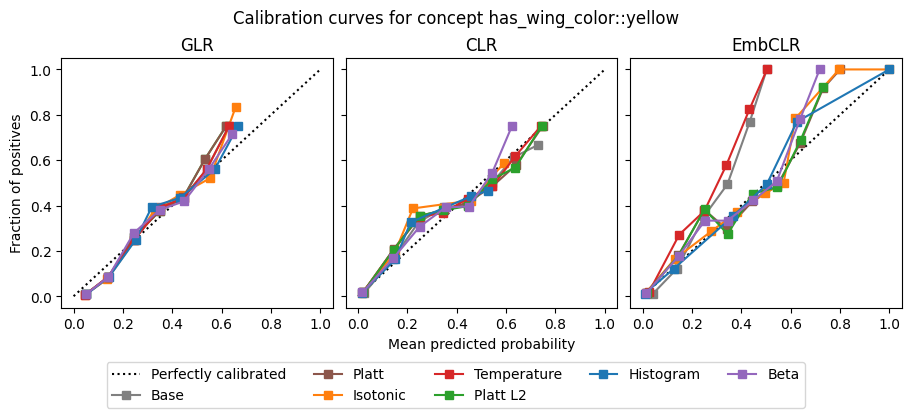 Calibration curves for concept has_wing_color::yellow
GLR
CLR
EmbCLR
Fraction of positives
1.0
0.8
0.6
0.4
0.2
0.0
0.0 0.2 0.4 0.6 0.8 1.0
0.0 0.2 0.4 0.6 0.8 1.0
0.0 0.2 0.4 0.6 0.8 1.0
Mean predicted probability
Perfectly calibrated
Base
Platt
Isotonic
Temperature
Platt L2
Histogram
Beta